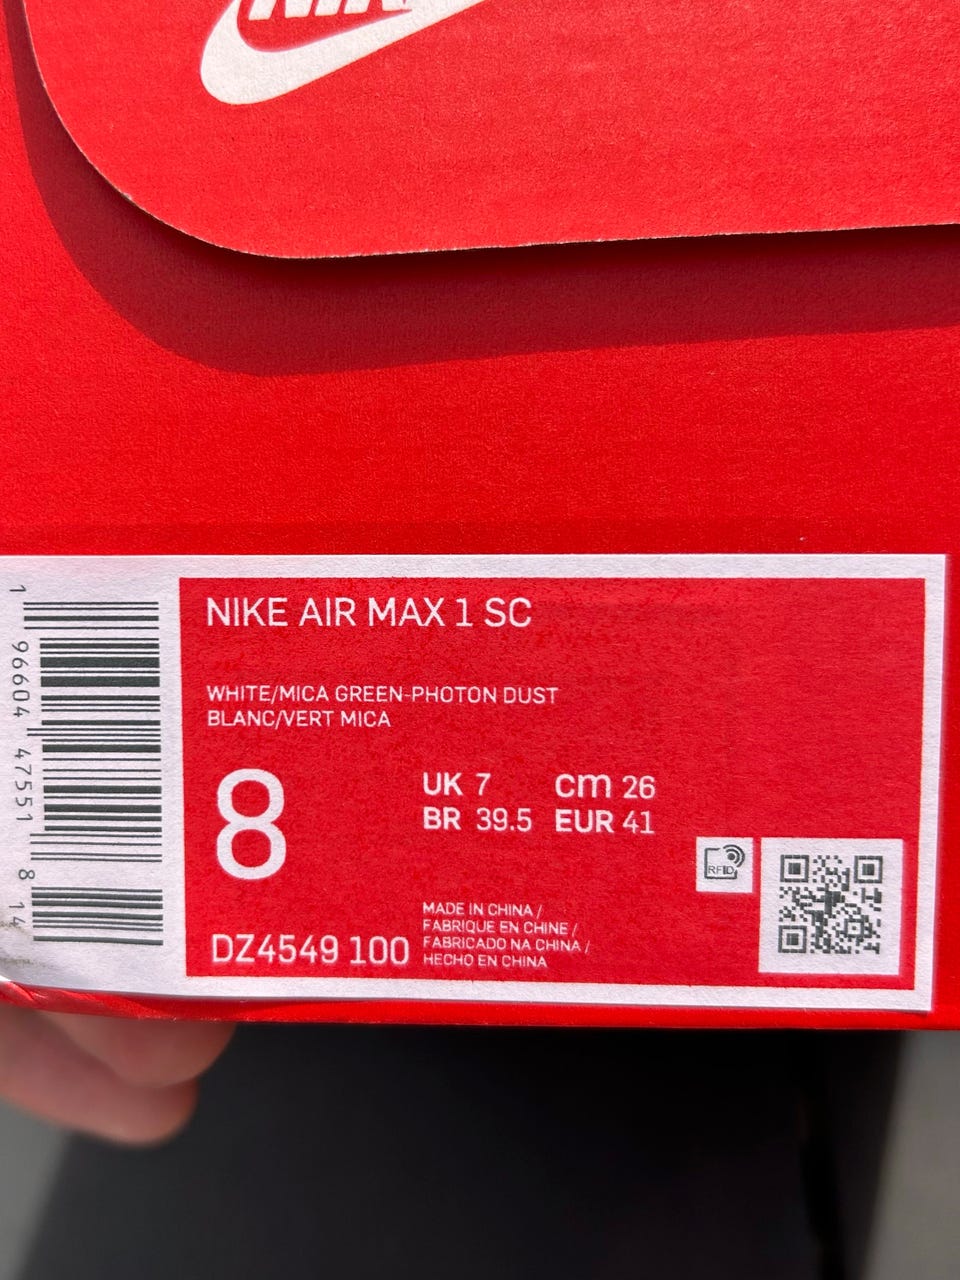 NIKE
NIKE AIR MAX 1 SC
WHITE/MICA GREEN-PHOTON DUST
BLANC/VERT MICA
8
UK 7 cm 26
BR 39.5 EUR 41
RFID
DZ4549 100
MADE IN CHINA /
FABRIQUE EN CHINE /
FABRICADO NA CHINA /
HECHO EN CHINA
1 96604 47551 8 14